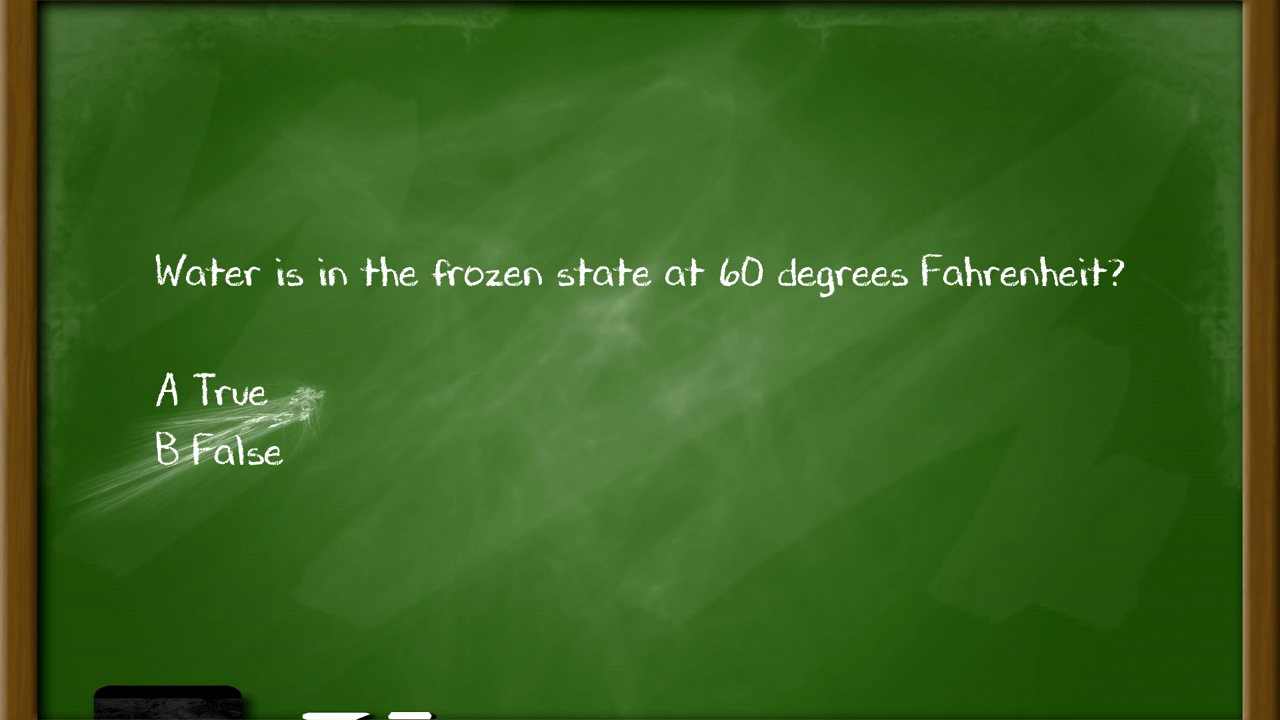 Water is in the frozen state at 60 degrees Fahrenheit?
A True
B False